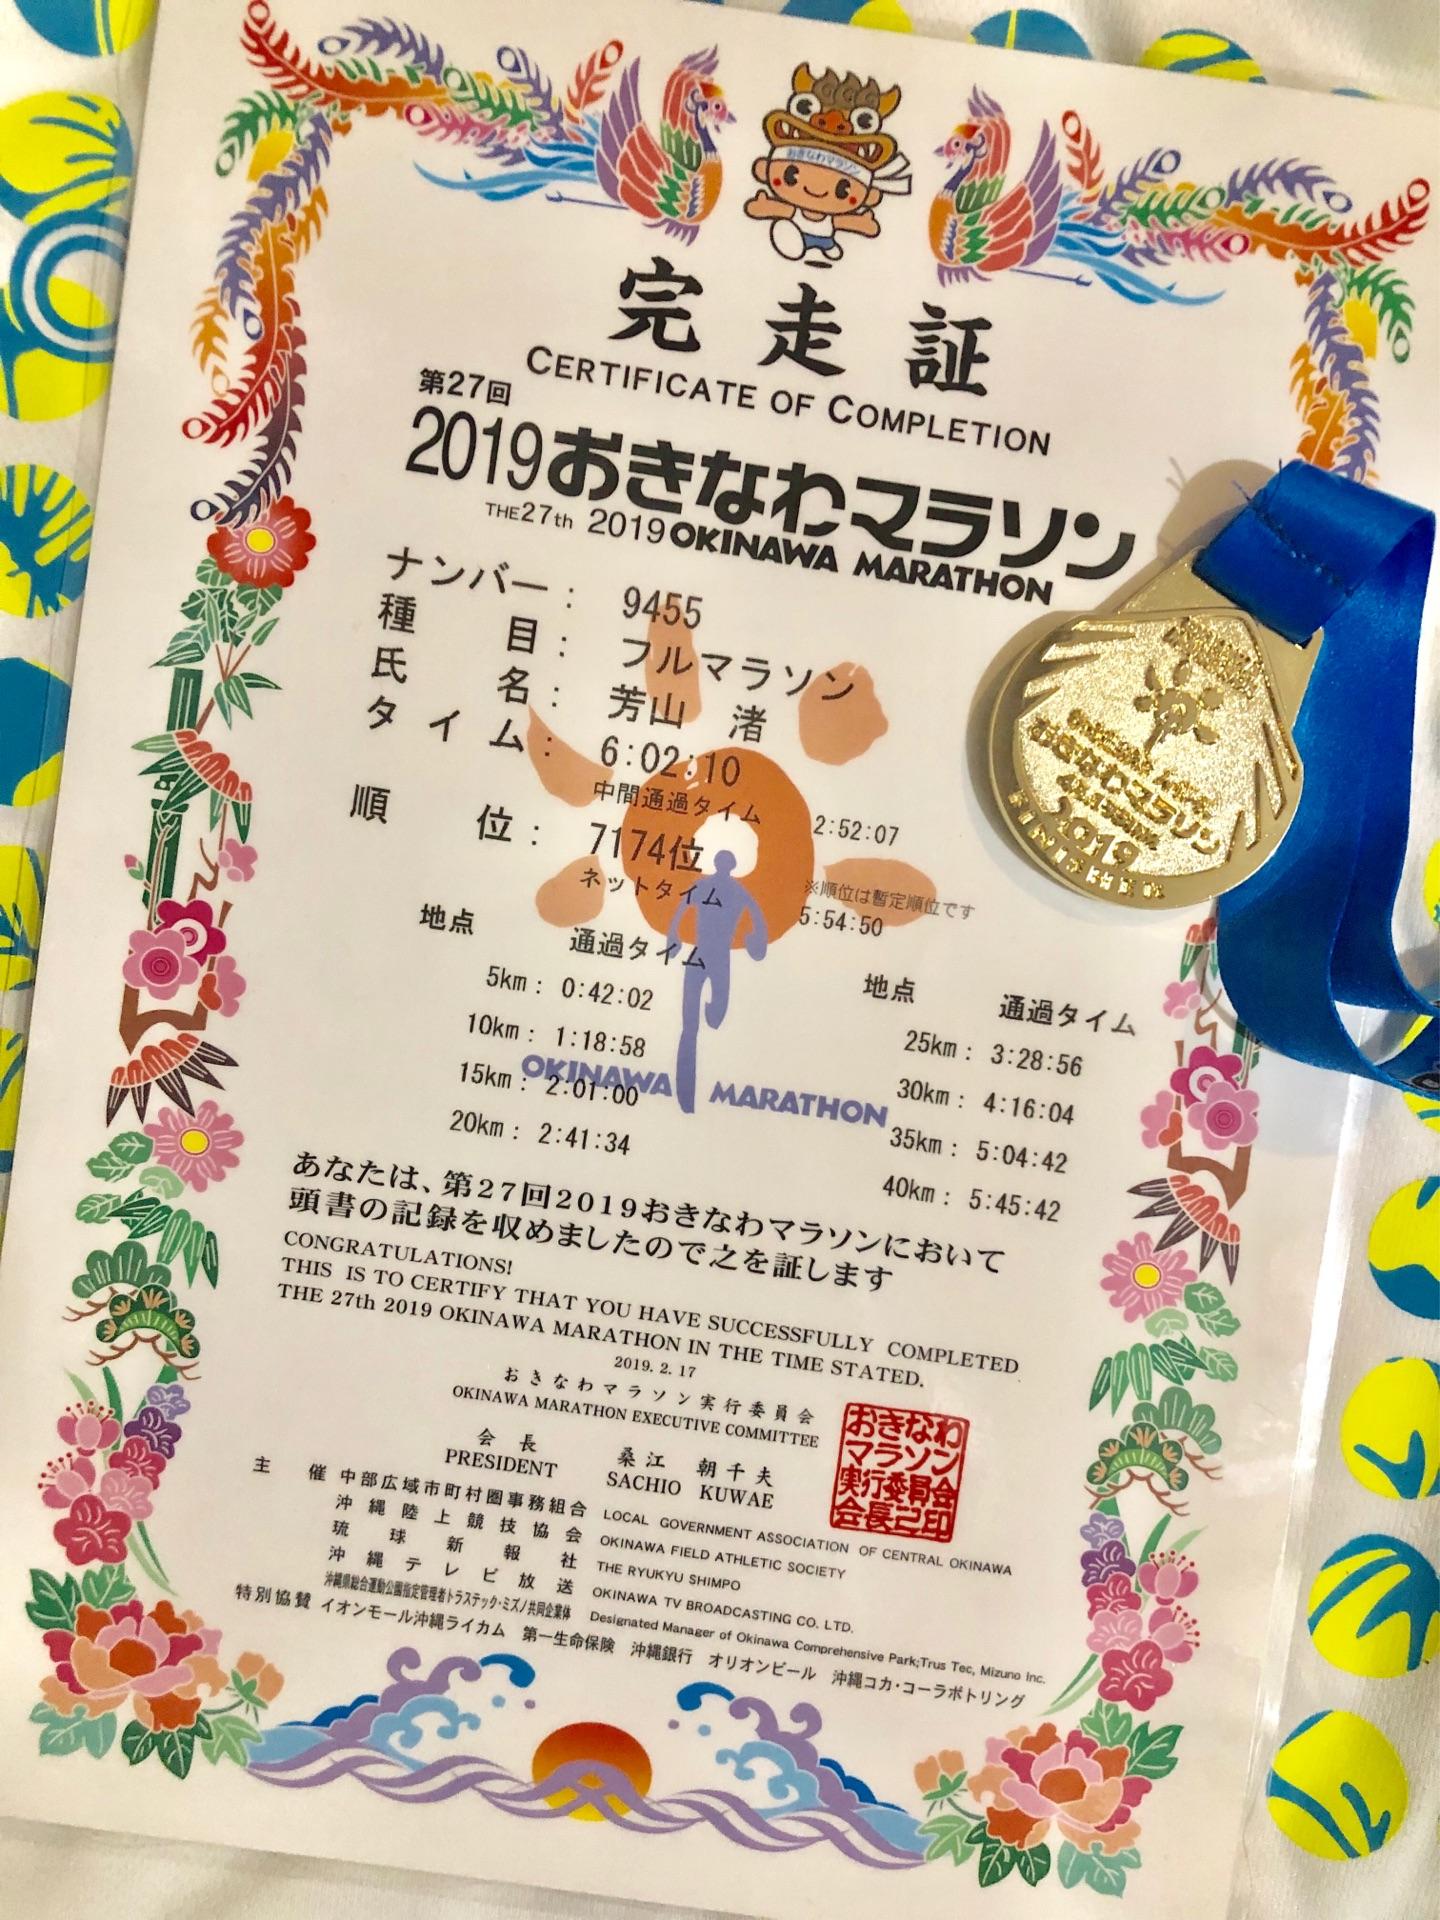 おきなわマラソン
完走証
CERTIFICATE OF COMPLETION
第27回
2019おきなわマラソン
THE27th 2019 OKINAWA MARATHON
ナンバー： 9455
種目： フルマラソン
氏名： 芳山 渚
タイム： 6:02:10
中間通過タイム 2:52:07
順位： 7174位
※順位は暫定順位です
ネットタイム 5:54:50
地点 通過タイム
5km： 0:42:02
10km： 1:18:58
15km： 2:01:00
20km： 2:41:34
地点 通過タイム
25km： 3:28:56
30km： 4:16:04
35km： 5:04:42
40km： 5:45:42
OKINAWA MARATHON
あなたは、第27回2019おきなわマラソンにおいて
頭書の記録を収めましたので之を証します
CONGRATULATIONS!
THIS IS TO CERTIFY THAT YOU HAVE SUCCESSFULLY COMPLETED
THE 27th 2019 OKINAWA MARATHON IN THE TIME STATED.
2019. 2. 17
おきなわマラソン実行委員会
OKINAWA MARATHON EXECUTIVE COMMITTEE
会長 桑江 朝千夫
PRESIDENT SACHIO KUWAE
おきなわ
マラソン
実行委員会
会長之印
主催 中部広域市町村圏事務組合 LOCAL GOVERNMENT ASSOCIATION OF CENTRAL OKINAWA
沖縄陸上競技協会 OKINAWA FIELD ATHLETIC SOCIETY
琉球新報社 THE RYUKYU SHIMPO
沖縄テレビ放送 OKINAWA TV BROADCASTING CO. LTD.
沖縄県総合運動公園指定管理者トラステック・ミズノ共同企業体 Designated Manager of Okinawa Comprehensive Park;Trus Tec, Mizuno Inc.
特別協賛 イオンモール沖縄ライカム 第一生命保険 沖縄銀行 オリオンビール 沖縄コカ・コーラボトリング
おきなわマラソン
2019
FINISHER